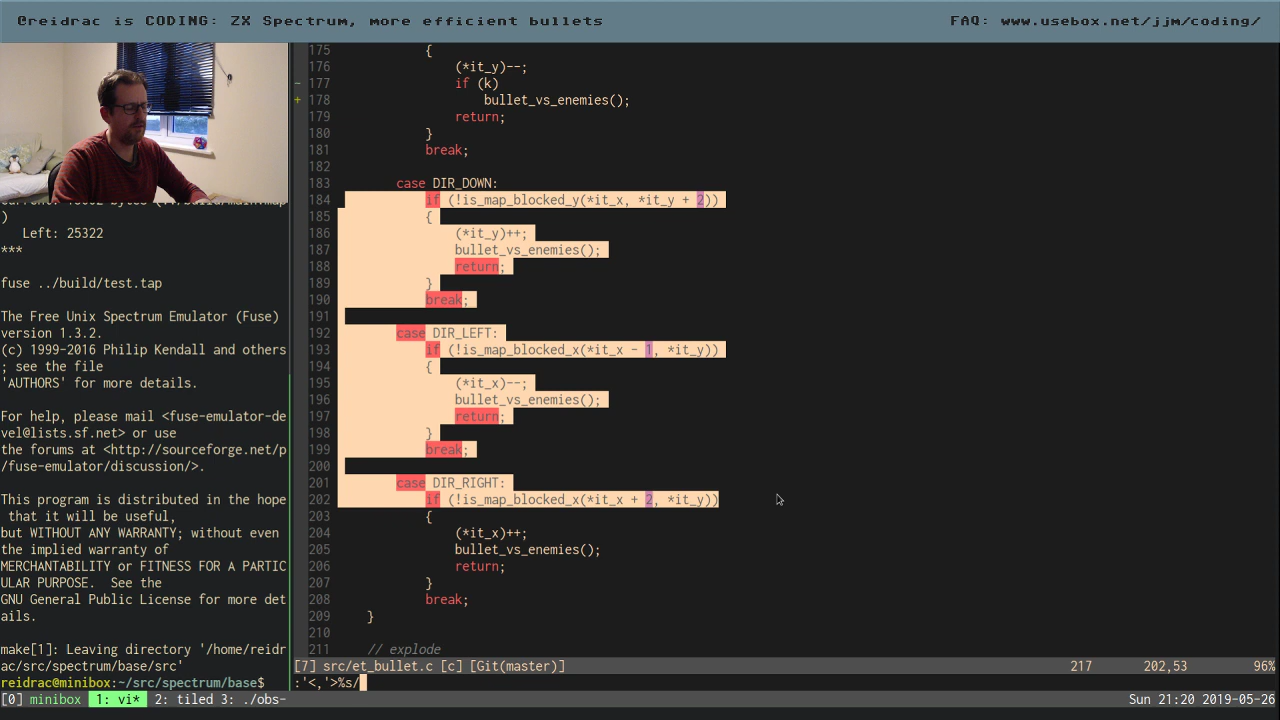 @reidrac is CODING: ZX Spectrum, more efficient bullets
FAQ: www.usebox.net/jjm/coding/
)
   Left: 25322
***
fuse ../build/test.tap
The Free Unix Spectrum Emulator (Fuse)
version 1.3.2.
(c) 1999-2016 Philip Kendall and others
; see the file
'AUTHORS' for more details.
For help, please mail <fuse-emulator-de
vel@lists.sf.net> or use
the forums at <http://sourceforge.net/p
/fuse-emulator/discussion/>.
This program is distributed in the hope
 that it will be useful,
but WITHOUT ANY WARRANTY; without even
the implied warranty of
MERCHANTABILITY or FITNESS FOR A PARTIC
ULAR PURPOSE.  See the
GNU General Public License for more det
ails.
make[1]: Leaving directory '/home/reidr
ac/src/spectrum/base/src'
reidrac@minibox:~/src/spectrum/base$
175 {
176 (*it_y)--;
~ 177 if (k)
+ 178 bullet_vs_enemies();
179 return;
180 }
181 break;
182
183 case DIR_DOWN:
184 if (!is_map_blocked_y(*it_x, *it_y + 2))
185 {
186 (*it_y)++;
187 bullet_vs_enemies();
188 return;
189 }
190 break;
191
192 case DIR_LEFT:
193 if (!is_map_blocked_x(*it_x - 1, *it_y))
194 {
195 (*it_x)--;
196 bullet_vs_enemies();
197 return;
198 }
199 break;
200
201 case DIR_RIGHT:
202 if (!is_map_blocked_x(*it_x + 2, *it_y))
203 {
204 (*it_x)++;
205 bullet_vs_enemies();
206 return;
207 }
208 break;
209 }
210
211 // explode
[7] src/et_bullet.c [c] [Git(master)] 217 202,53 96%
:'<,'>%s/
[0] minibox 1: vi* 2: tiled 3: ./obs- Sun 21:20 2019-05-26